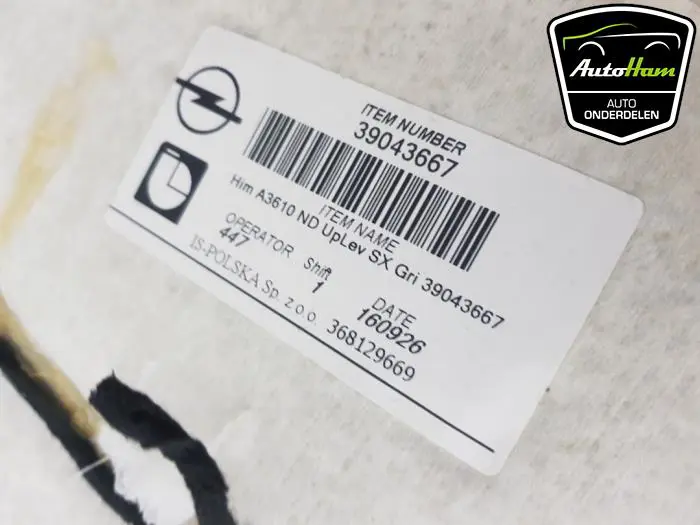 AutoHam
AUTO
ONDERDELEN
ITEM NUMBER
39043667
ITEM NAME
Him A3610 ND UpLev SX Gri 39043667
OPERATOR Shift DATE
447 1 160926
IS-POLSKA Sp. z o.o. 368129669